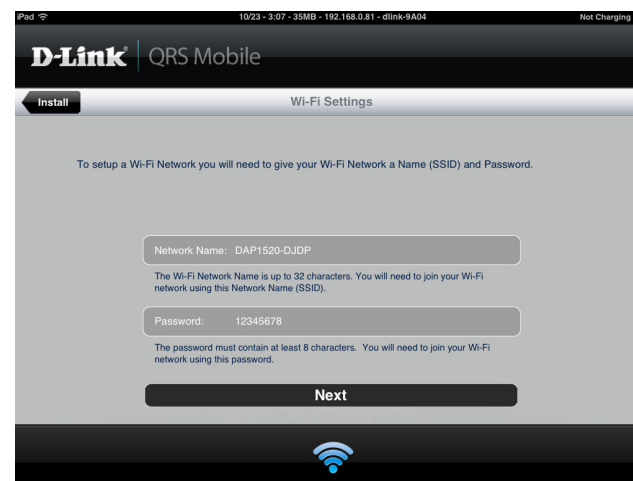 iPad 10/23 - 3:07 - 35MB - 192.168.0.81 - dlink-9A04 Not Charging
D-Link® QRS Mobile
Install Wi-Fi Settings
To setup a Wi-Fi Network you will need to give your Wi-Fi Network a Name (SSID) and Password.
Network Name: DAP1520-DJDP
The Wi-Fi Network Name is up to 32 characters. You will need to join your Wi-Fi
network using this Network Name (SSID).
Password: 12345678
The password must contain at least 8 characters. You will need to join your Wi-Fi
network using this password.
Next